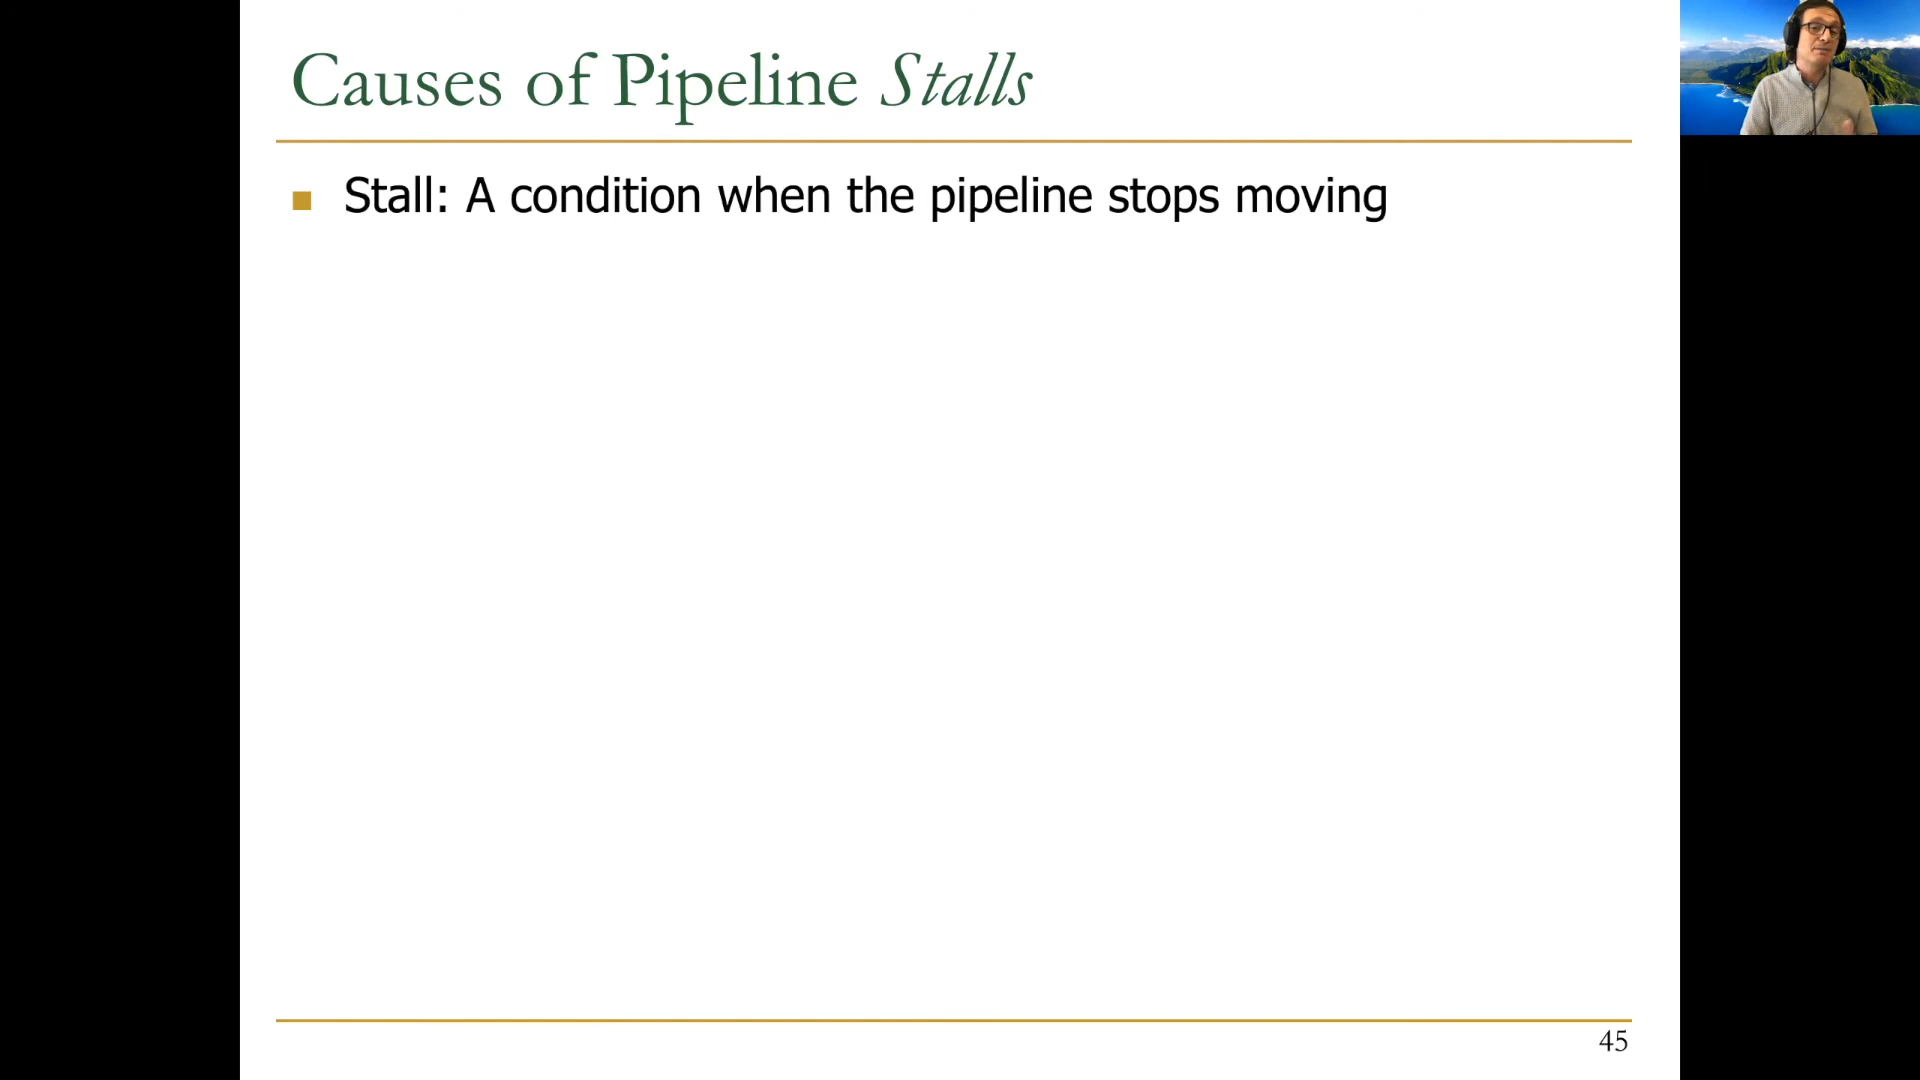 Causes of Pipeline Stalls
Stall: A condition when the pipeline stops moving
45